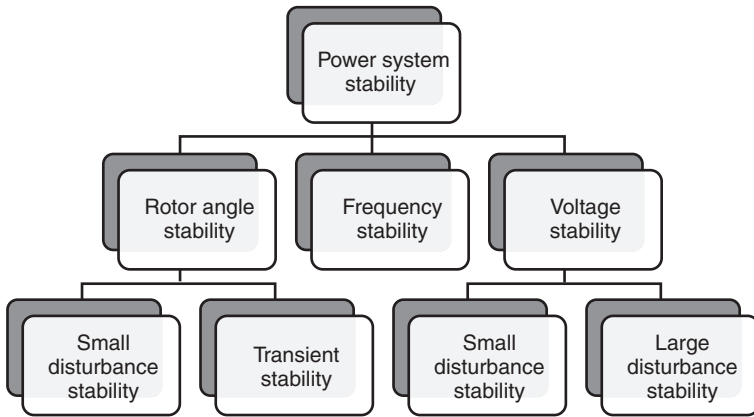 Power system
stability
Rotor angle
stability
Frequency
stability
Voltage
stability
Small
disturbance
stability
Transient
stability
Small
disturbance
stability
Large
disturbance
stability